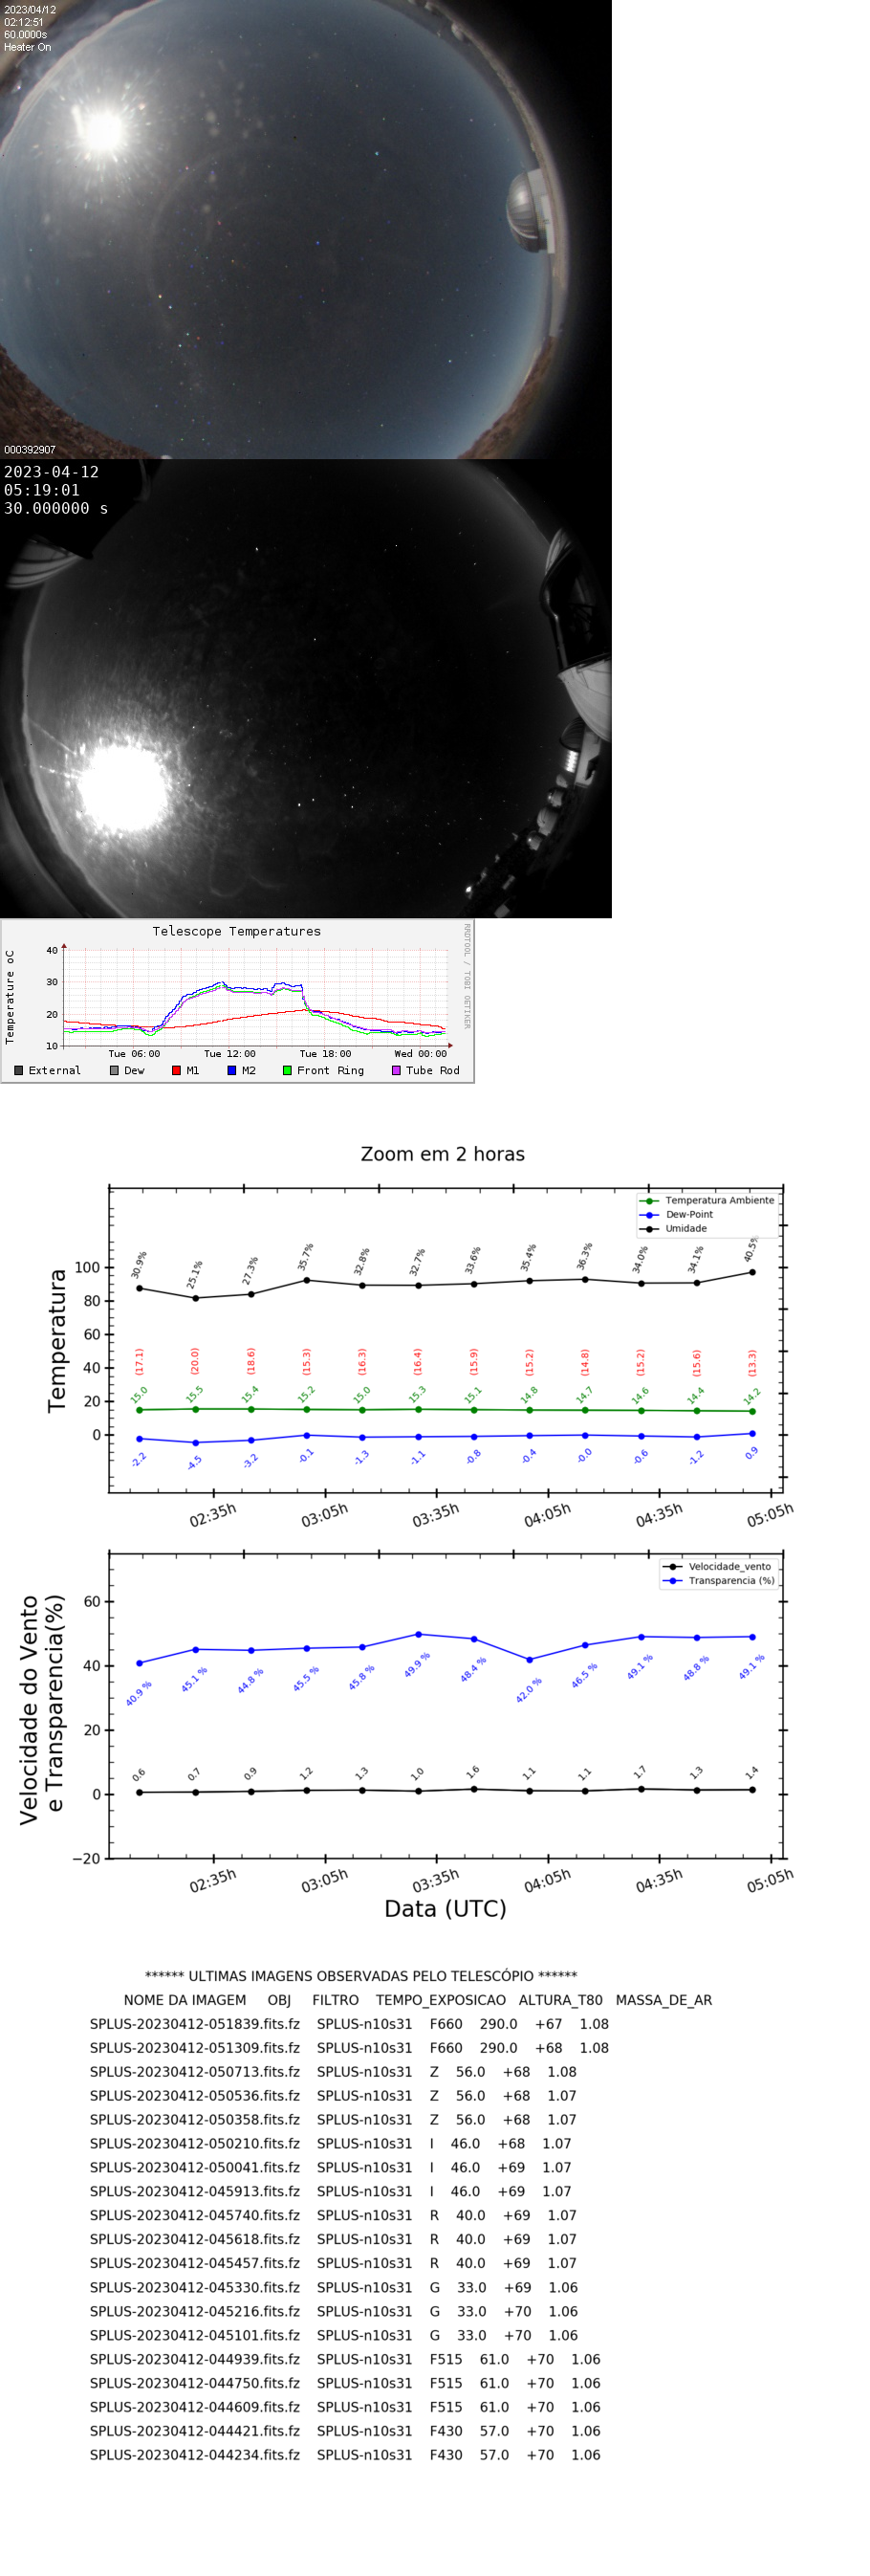 2023/04/12
02:12:51
60.0000s
Heater On
000392907
2023-04-12
05:19:01
30.000000 s
Telescope Temperatures
RRDTOOL / TOBI OETIKER
Temperature oC
40
30
20
10
Tue 06:00 Tue 12:00 Tue 18:00 Wed 00:00
External Dew M1 M2 Front Ring Tube Rod
Zoom em 2 horas
Temperatura Ambiente
Dew-Point
Umidade
Temperatura
100
80
60
40
20
0
30.9% 25.1% 27.3% 35.7% 32.8% 32.7% 33.6% 35.4% 36.3% 34.0% 34.1% 40.5%
(17.1) (20.0) (18.6) (15.3) (16.3) (16.4) (15.9) (15.2) (14.8) (15.2) (15.6) (13.3)
15.0 15.5 15.4 15.2 15.0 15.3 15.1 14.8 14.7 14.6 14.4 14.2
-2.2 -4.5 -3.2 -0.1 -1.3 -1.1 -0.8 -0.4 -0.0 -0.6 -1.2 0.9
02:35h 03:05h 03:35h 04:05h 04:35h 05:05h
Velocidade_vento
Transparencia (%)
Velocidade do Vento
e Transparencia(%)
60
40
20
0
−20
40.9 % 45.1 % 44.8 % 45.5 % 45.8 % 49.9 % 48.4 % 42.0 % 46.5 % 49.1 % 48.8 % 49.1 %
0.6 0.7 0.9 1.2 1.3 1.0 1.6 1.1 1.1 1.7 1.3 1.4
02:35h 03:05h 03:35h 04:05h 04:35h 05:05h
Data (UTC)
****** ULTIMAS IMAGENS OBSERVADAS PELO TELESCÓPIO ******
NOME DA IMAGEM OBJ FILTRO TEMPO_EXPOSICAO ALTURA_T80 MASSA_DE_AR
SPLUS-20230412-051839.fits.fz SPLUS-n10s31 F660 290.0 +67 1.08
SPLUS-20230412-051309.fits.fz SPLUS-n10s31 F660 290.0 +68 1.08
SPLUS-20230412-050713.fits.fz SPLUS-n10s31 Z 56.0 +68 1.08
SPLUS-20230412-050536.fits.fz SPLUS-n10s31 Z 56.0 +68 1.07
SPLUS-20230412-050358.fits.fz SPLUS-n10s31 Z 56.0 +68 1.07
SPLUS-20230412-050210.fits.fz SPLUS-n10s31 I 46.0 +68 1.07
SPLUS-20230412-050041.fits.fz SPLUS-n10s31 I 46.0 +69 1.07
SPLUS-20230412-045913.fits.fz SPLUS-n10s31 I 46.0 +69 1.07
SPLUS-20230412-045740.fits.fz SPLUS-n10s31 R 40.0 +69 1.07
SPLUS-20230412-045618.fits.fz SPLUS-n10s31 R 40.0 +69 1.07
SPLUS-20230412-045457.fits.fz SPLUS-n10s31 R 40.0 +69 1.07
SPLUS-20230412-045330.fits.fz SPLUS-n10s31 G 33.0 +69 1.06
SPLUS-20230412-045216.fits.fz SPLUS-n10s31 G 33.0 +70 1.06
SPLUS-20230412-045101.fits.fz SPLUS-n10s31 G 33.0 +70 1.06
SPLUS-20230412-044939.fits.fz SPLUS-n10s31 F515 61.0 +70 1.06
SPLUS-20230412-044750.fits.fz SPLUS-n10s31 F515 61.0 +70 1.06
SPLUS-20230412-044609.fits.fz SPLUS-n10s31 F515 61.0 +70 1.06
SPLUS-20230412-044421.fits.fz SPLUS-n10s31 F430 57.0 +70 1.06
SPLUS-20230412-044234.fits.fz SPLUS-n10s31 F430 57.0 +70 1.06